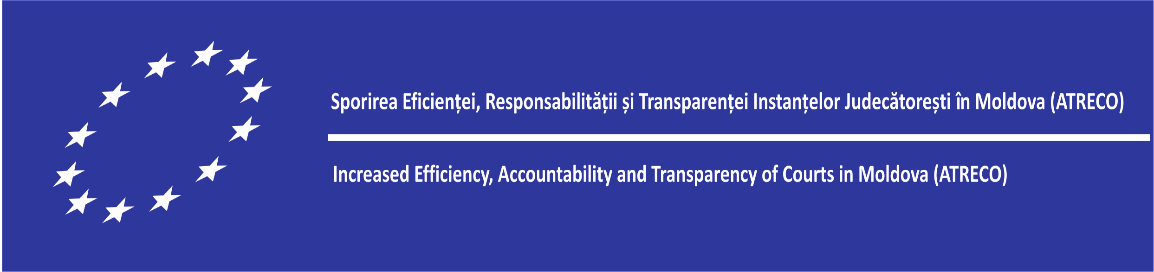 Sporirea Eficienței, Responsabilității și Transparenței Instanțelor Judecătorești în Moldova (ATRECO)
Increased Efficiency, Accountability and Transparency of Courts in Moldova (ATRECO)